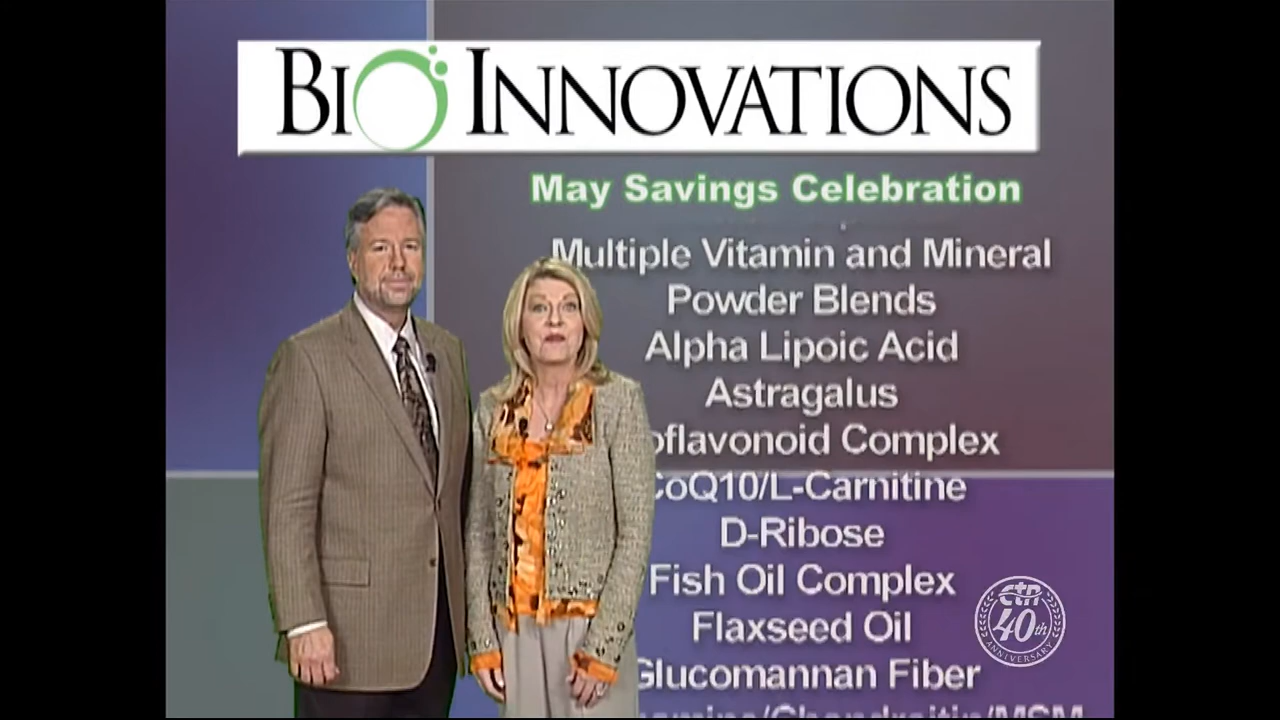 BIO INNOVATIONS
May Savings Celebration
Multiple Vitamin and Mineral
Powder Blends
Alpha Lipoic Acid
Astragalus
oflavonoid Complex
CoQ10/L-Carnitine
D-Ribose
Fish Oil Complex
Flaxseed Oil
Glucomannan Fiber
ctn
40th
ANNIVERSARY